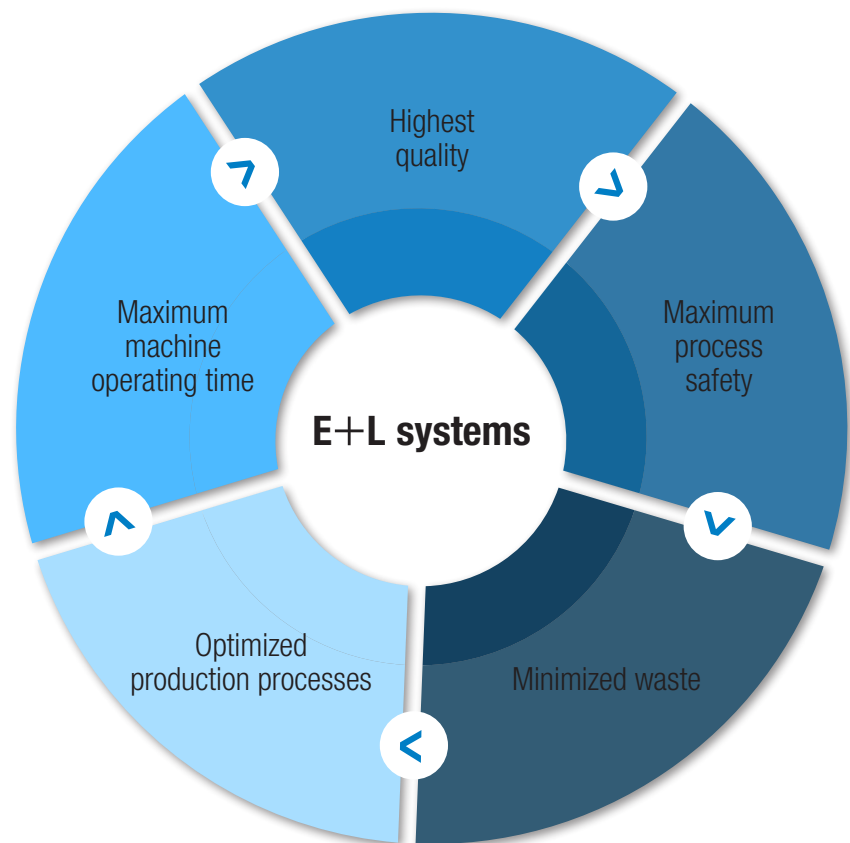 Highest
quality
Maximum
process
safety
Minimized waste
Optimized
production processes
Maximum
machine
operating time
E+L systems